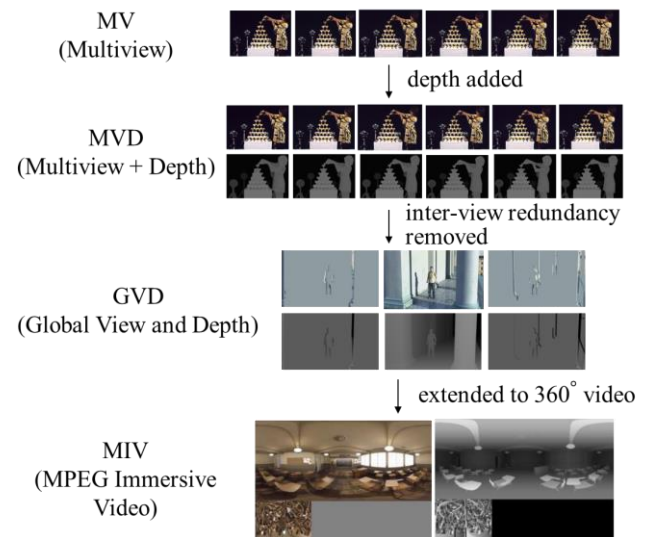 MV
(Multiview)
depth added
MVD
(Multiview + Depth)
inter-view redundancy
removed
GVD
(Global View and Depth)
extended to 360° video
MIV
(MPEG Immersive
Video)